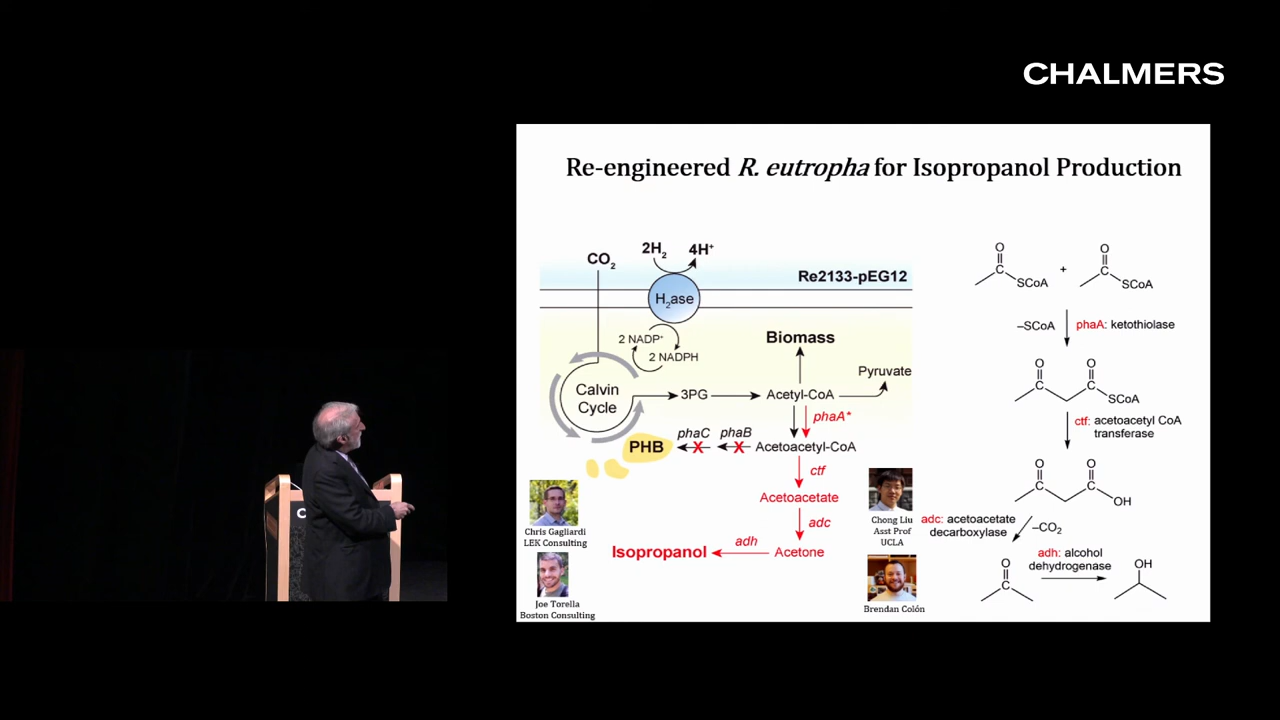 CHALMERS
Re-engineered R. eutropha for Isopropanol Production
CO2
2H2
4H+
Re2133-pEG12
H2ase
2 NADP+
2 NADPH
Biomass
Pyruvate
Calvin
Cycle
3PG
Acetyl-CoA
phaA*
PHB
phaC
phaB
X
X
Acetoacetyl-CoA
ctf
Acetoacetate
adc
Isopropanol
adh
Acetone
Chris Gagliardi
LEK Consulting
Joe Torella
Boston Consulting
Chong Liu
Asst Prof
UCLA
Brendan Colón
O
C
SCoA
+
O
C
SCoA
–SCoA
phaA: ketothiolase
O
C
O
C
SCoA
ctf: acetoacetyl CoA
transferase
O
C
O
C
OH
adc: acetoacetate
decarboxylase
–CO2
adh: alcohol
dehydrogenase
O
C
OH
C